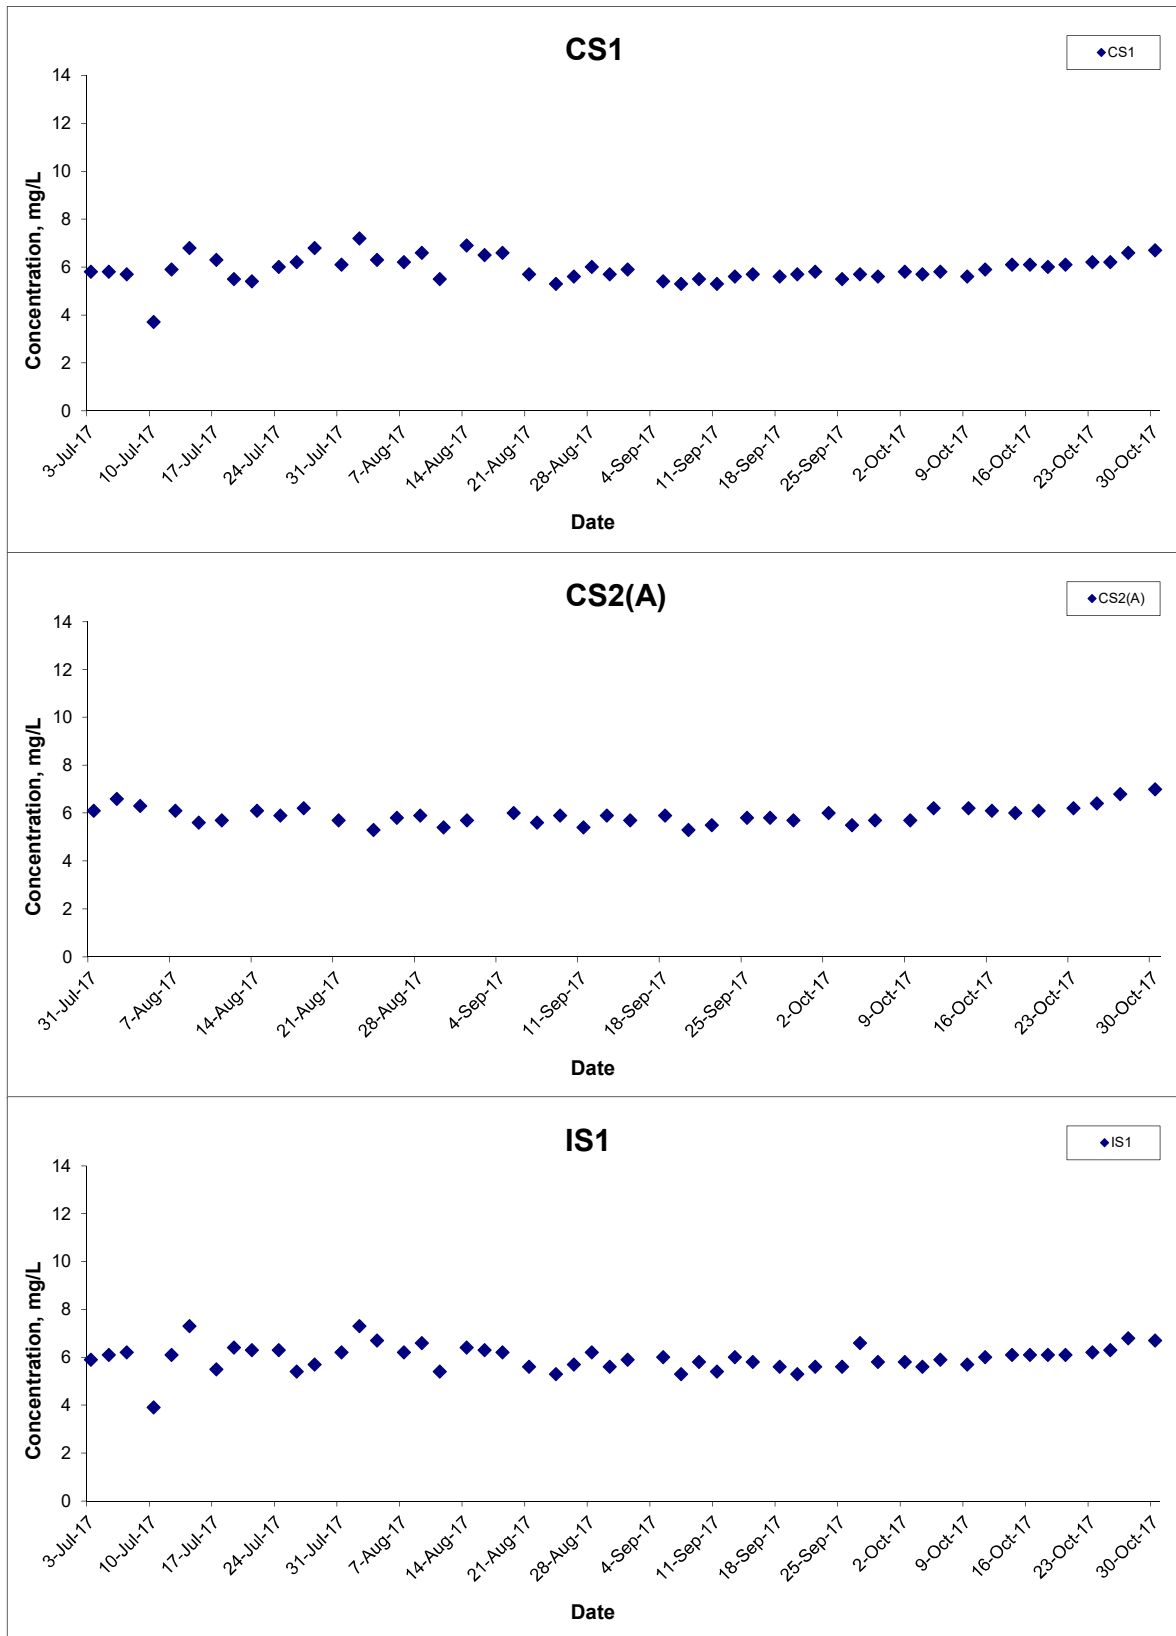 CS1
CS1
14
12
10
8
6
4
2
0
Concentration, mg/L
3-Jul-17
10-Jul-17
17-Jul-17
24-Jul-17
31-Jul-17
7-Aug-17
14-Aug-17
21-Aug-17
28-Aug-17
4-Sep-17
11-Sep-17
18-Sep-17
25-Sep-17
2-Oct-17
9-Oct-17
16-Oct-17
23-Oct-17
30-Oct-17
Date
CS2(A)
CS2(A)
14
12
10
8
6
4
2
0
Concentration, mg/L
31-Jul-17
7-Aug-17
14-Aug-17
21-Aug-17
28-Aug-17
4-Sep-17
11-Sep-17
18-Sep-17
25-Sep-17
2-Oct-17
9-Oct-17
16-Oct-17
23-Oct-17
30-Oct-17
Date
IS1
IS1
14
12
10
8
6
4
2
0
Concentration, mg/L
3-Jul-17
10-Jul-17
17-Jul-17
24-Jul-17
31-Jul-17
7-Aug-17
14-Aug-17
21-Aug-17
28-Aug-17
4-Sep-17
11-Sep-17
18-Sep-17
25-Sep-17
2-Oct-17
9-Oct-17
16-Oct-17
23-Oct-17
30-Oct-17
Date